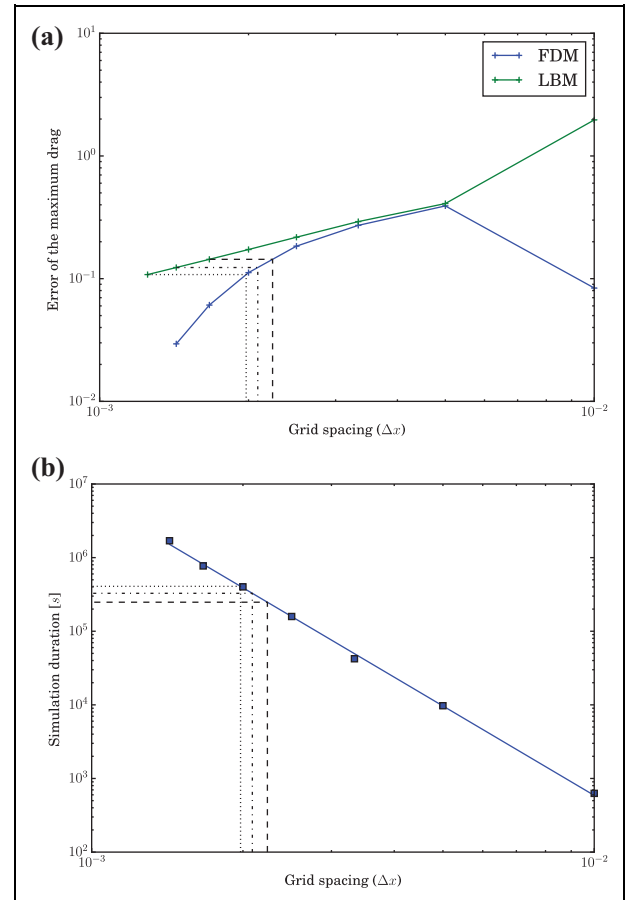 (a)
FDM
LBM
10^1
10^0
10^-1
10^-2
Error of the maximum drag
10^-3
10^-2
Grid spacing (Δx)
(b)
10^7
10^6
10^5
10^4
10^3
10^2
Simulation duration [s]
10^-3
10^-2
Grid spacing (Δx)